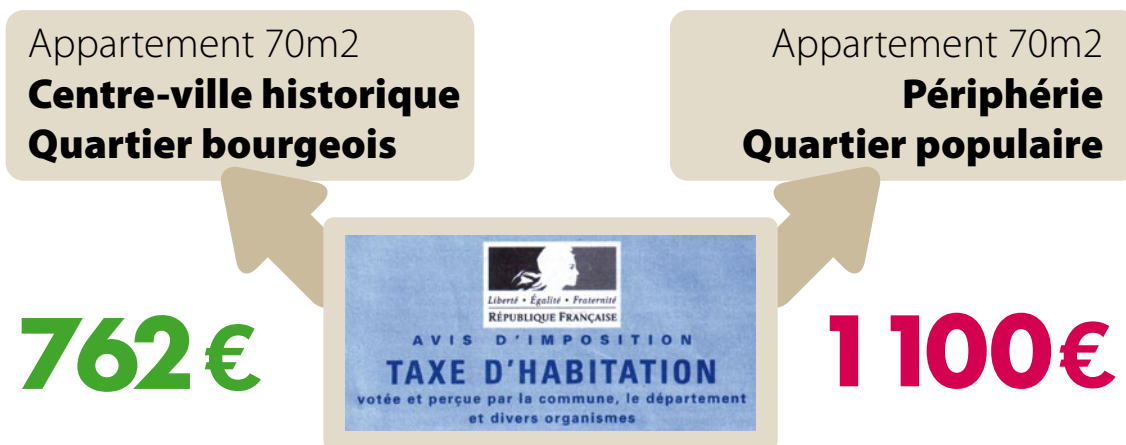 Appartement 70m2
Centre-ville historique
Quartier bourgeois
Appartement 70m2
Périphérie
Quartier populaire
762 €
Liberté • Égalité • Fraternité
RÉPUBLIQUE FRANÇAISE
AVIS D'IMPOSITION
TAXE D'HABITATION
votée et perçue par la commune, le département
et divers organismes
1 100 €